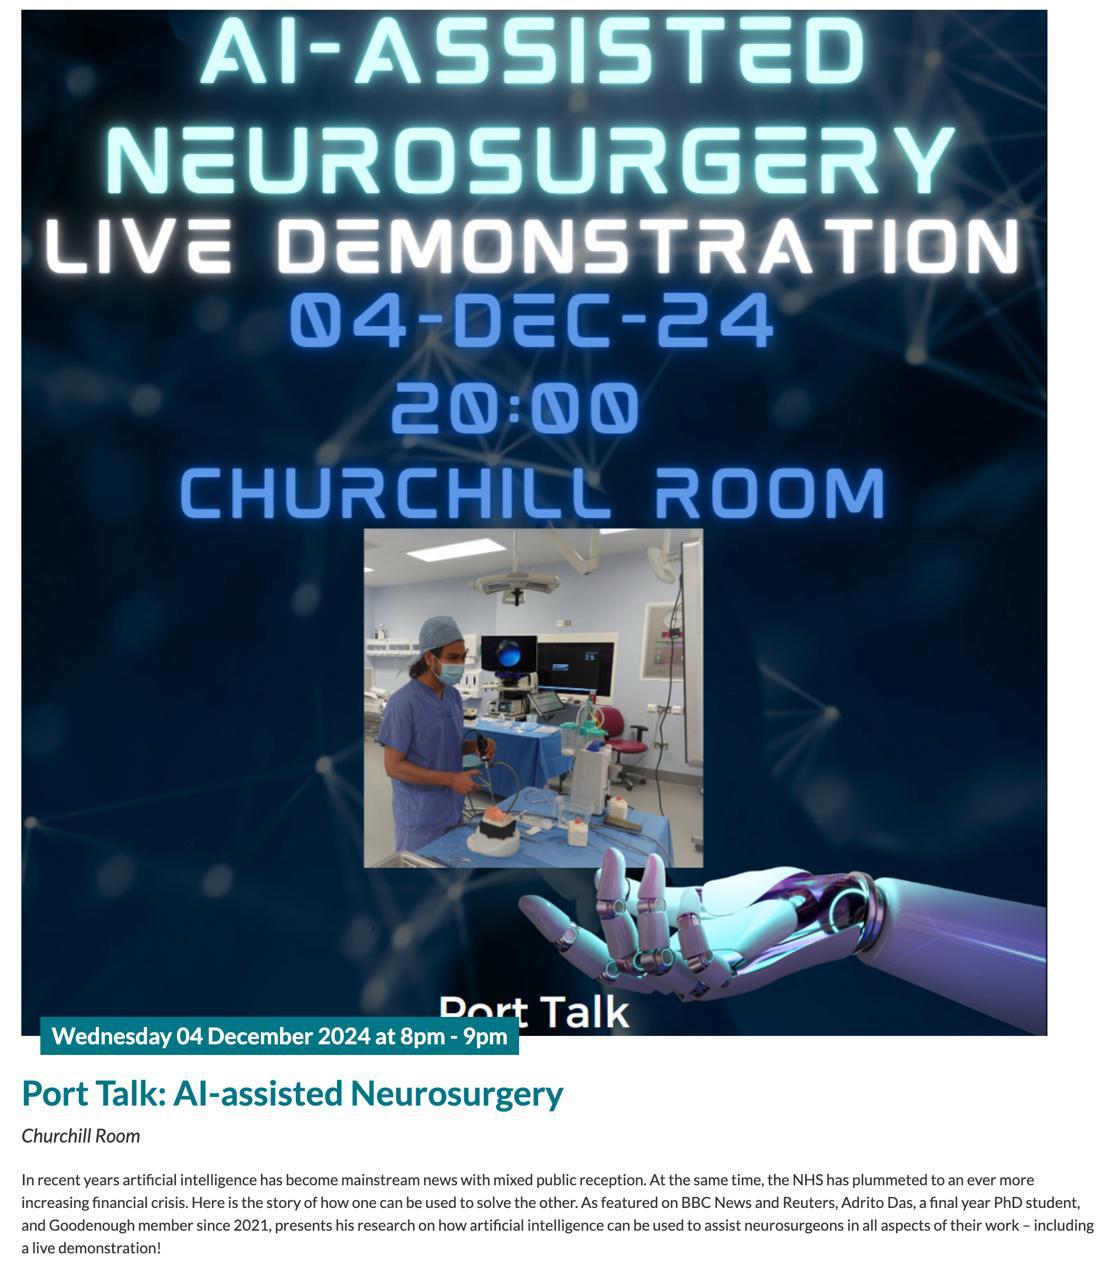 AI-ASSISTED
NEUROSURGERY
LIVE DEMONSTRATION
04-DEC-24
20:00
CHURCHILL ROOM
Port Talk
Wednesday 04 December 2024 at 8pm - 9pm
Port Talk: AI-assisted Neurosurgery
Churchill Room
In recent years artificial intelligence has become mainstream news with mixed public reception. At the same time, the NHS has plummeted to an ever more
increasing financial crisis. Here is the story of how one can be used to solve the other. As featured on BBC News and Reuters, Adrito Das, a final year PhD student,
and Goodenough member since 2021, presents his research on how artificial intelligence can be used to assist neurosurgeons in all aspects of their work – including
a live demonstration!